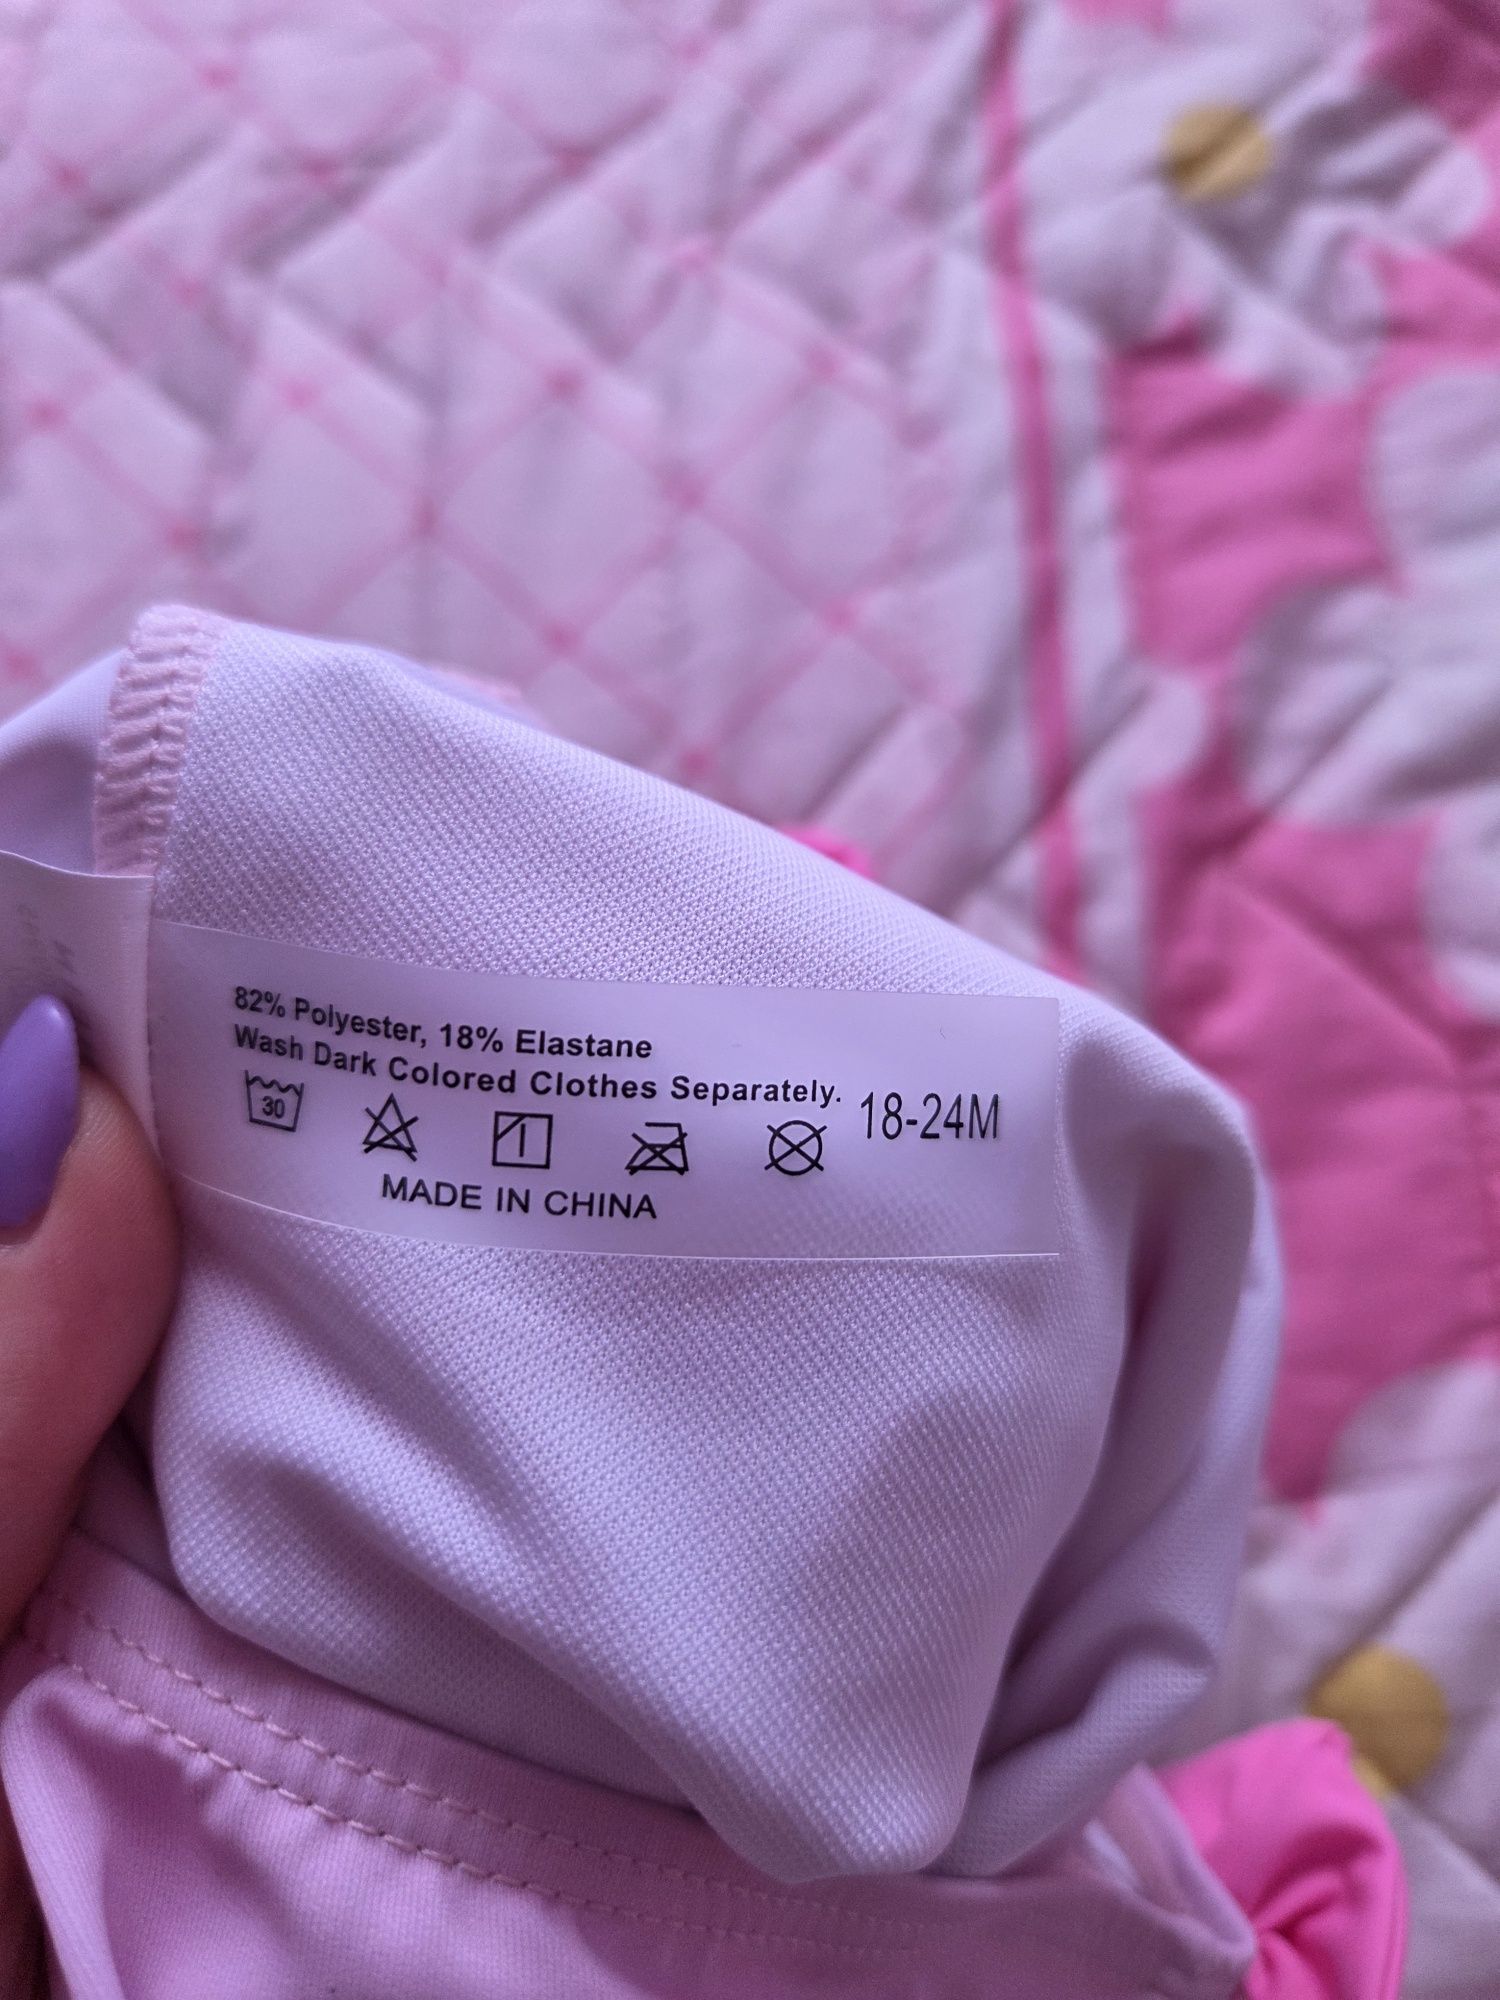 82% Polyester, 18% Elastane
Wash Dark Colored Clothes Separately.
30
18-24M
MADE IN CHINA